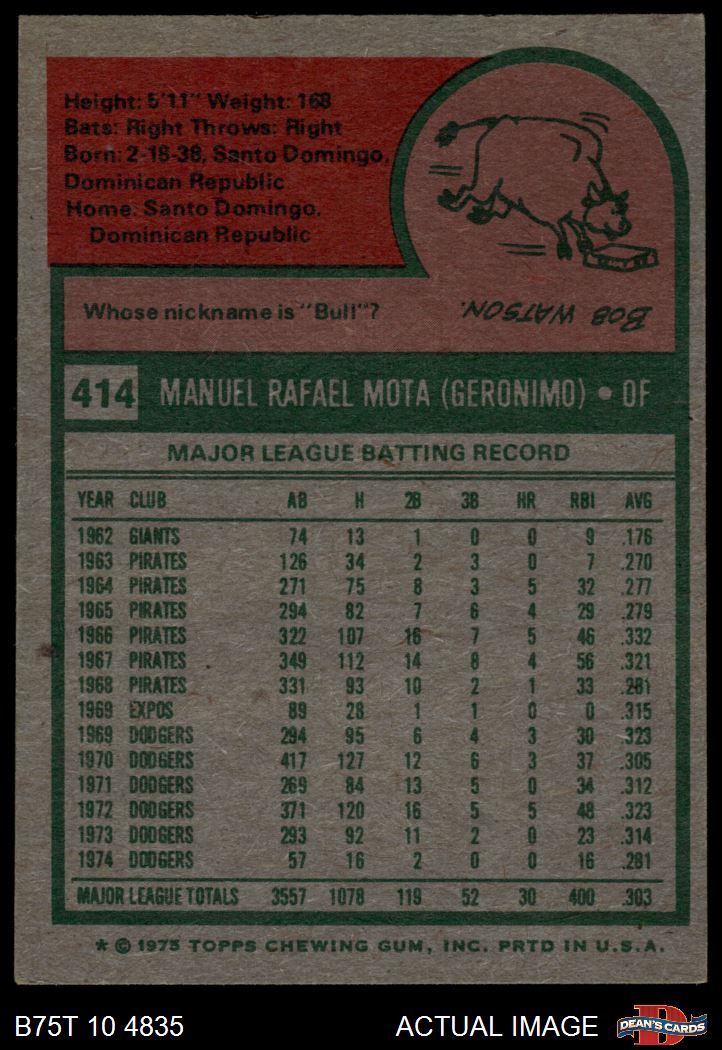 Height: 5'11" Weight: 168
Bats: Right Throws: Right
Born: 2-18-38, Santo Domingo,
Dominican Republic
Home: Santo Domingo,
Dominican Republic
Whose nickname is "Bull"?
BOB WATSON.
414 MANUEL RAFAEL MOTA (GERONIMO) • OF
MAJOR LEAGUE BATTING RECORD
YEAR CLUB AB H 2B 3B HR RBI AVG
1962 GIANTS 74 13 1 0 0 9 .176
1963 PIRATES 126 34 2 3 0 7 .270
1964 PIRATES 271 75 8 3 5 32 .277
1965 PIRATES 294 82 7 6 4 29 .279
1966 PIRATES 322 107 16 7 5 46 .332
1967 PIRATES 349 112 14 8 4 56 .321
1968 PIRATES 331 93 10 2 1 33 .281
1969 EXPOS 89 28 1 1 0 0 .315
1969 DODGERS 294 95 6 4 3 30 .323
1970 DODGERS 417 127 12 6 3 37 .305
1971 DODGERS 269 84 13 5 0 34 .312
1972 DODGERS 371 120 16 5 5 48 .323
1973 DODGERS 293 92 11 2 0 23 .314
1974 DODGERS 57 16 2 0 0 16 .281
MAJOR LEAGUE TOTALS 3557 1078 119 52 30 400 .303
* © 1975 TOPPS CHEWING GUM, INC. PRTD IN U.S.A.
B75T 10 4835 ACTUAL IMAGE
D
DEAN'S CARDS